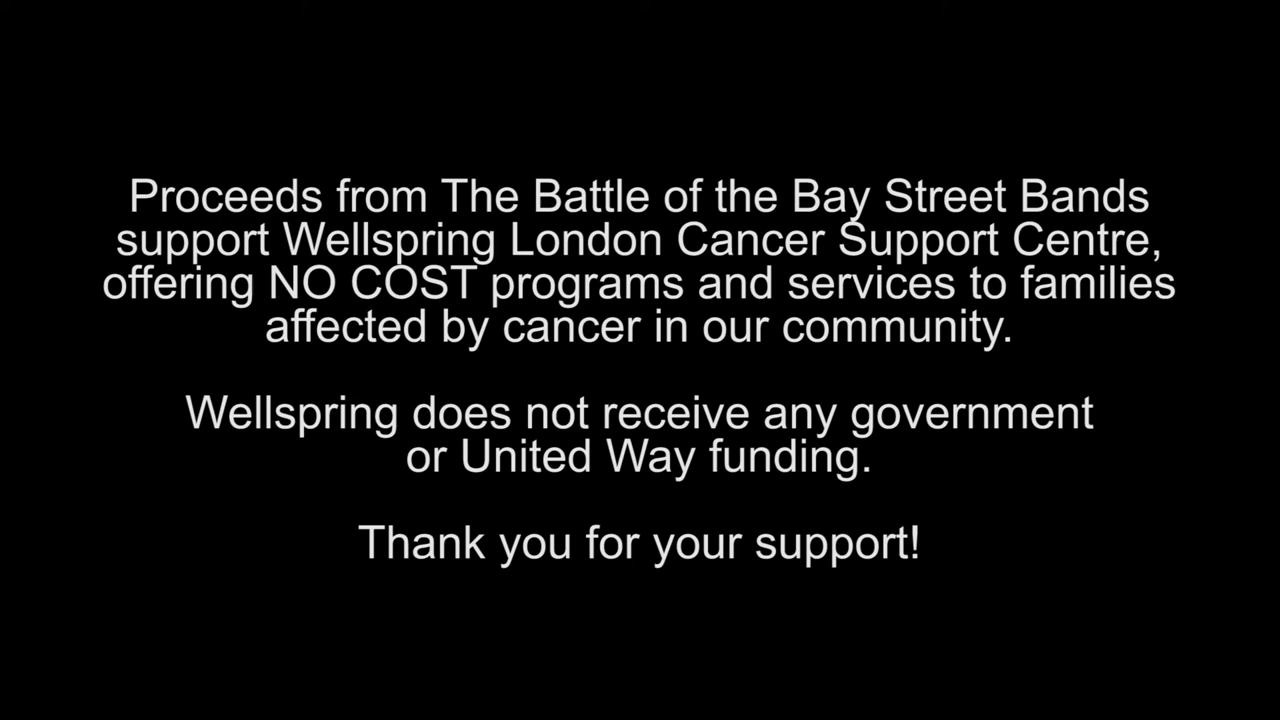 Proceeds from The Battle of the Bay Street Bands
support Wellspring London Cancer Support Centre,
offering NO COST programs and services to families
affected by cancer in our community.
Wellspring does not receive any government
or United Way funding.
Thank you for your support!